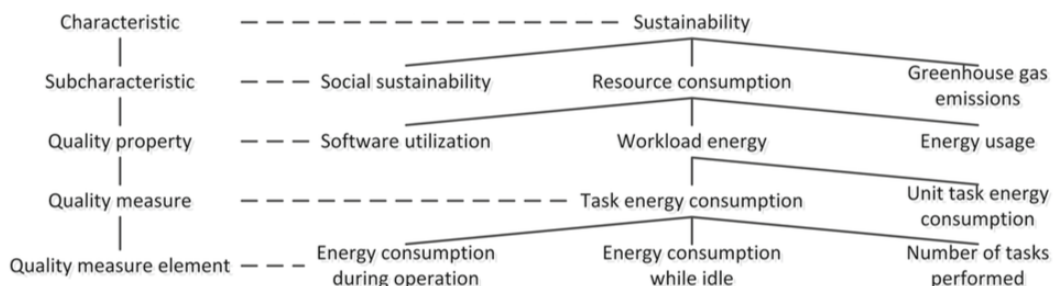 Characteristic
Sustainability
Subcharacteristic
Social sustainability
Resource consumption
Greenhouse gas
emissions
Quality property
Software utilization
Workload energy
Energy usage
Quality measure
Task energy consumption
Unit task energy
consumption
Quality measure element
Energy consumption
during operation
Energy consumption
while idle
Number of tasks
performed